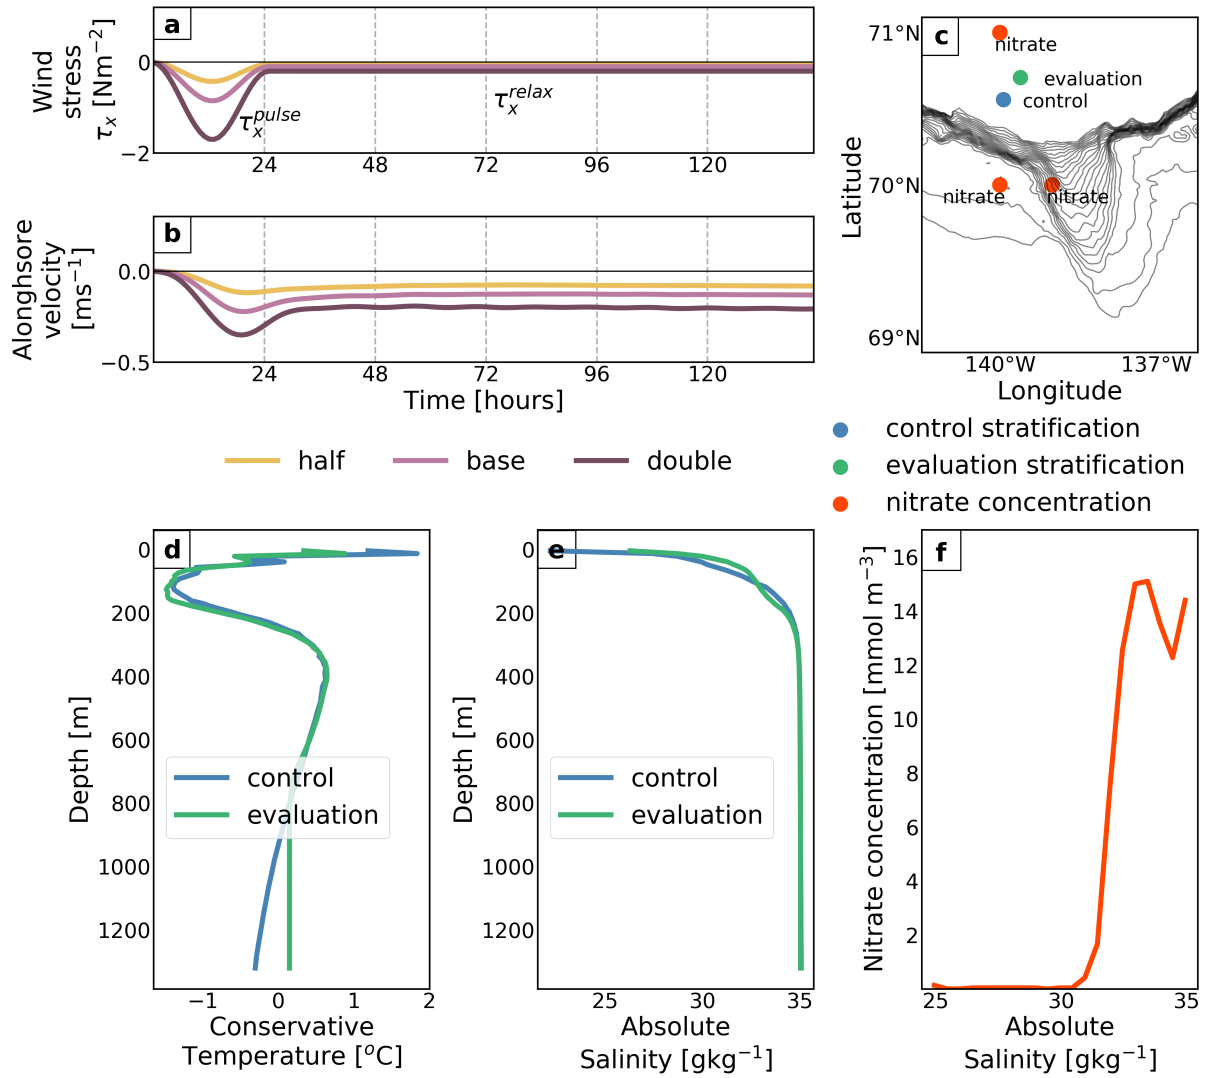 a
Wind
stress
τₓ [Nm⁻²]
0
−2
τₓᵖᵘˡˢᵉ
τₓʳᵉˡᵃˣ
24 48 72 96 120
b
Alonghsore
velocity
[ms⁻¹]
0.0
−0.5
24 48 72 96 120
Time [hours]
half base double
c
Latitude
71°N
70°N
69°N
nitrate
evaluation
control
nitrate nitrate
140°W 137°W
Longitude
control stratification
evaluation stratification
nitrate concentration
d
Depth [m]
0
200
400
600
800
1000
1200
control
evaluation
−1 0 1 2
Conservative
Temperature [°C]
e
Depth [m]
0
200
400
600
800
1000
1200
control
evaluation
25 30 35
Absolute
Salinity [gkg⁻¹]
f
Nitrate concentration [mmol m⁻³]
16
14
12
10
8
6
4
2
25 30 35
Absolute
Salinity [gkg⁻¹]